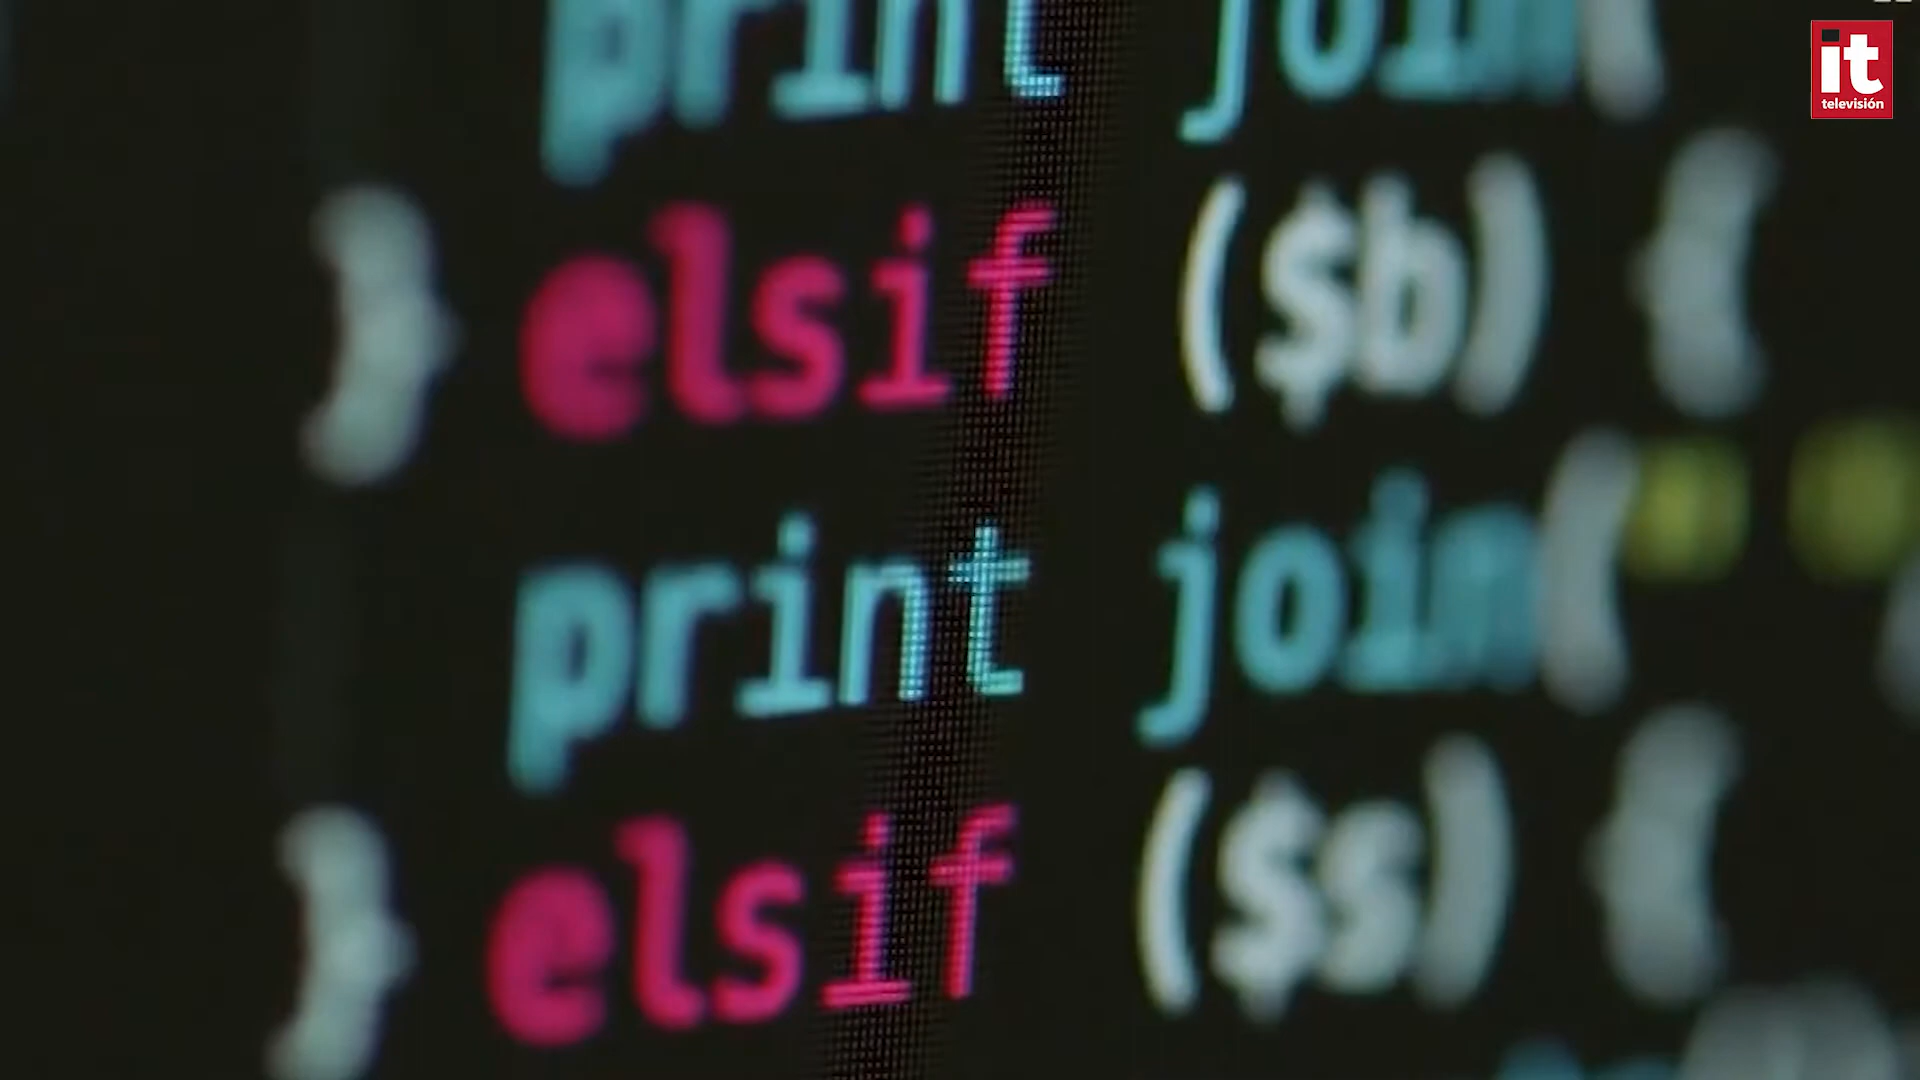 it
televisión
print join(
} elsif ($b) {
print join("
} elsif ($s) {